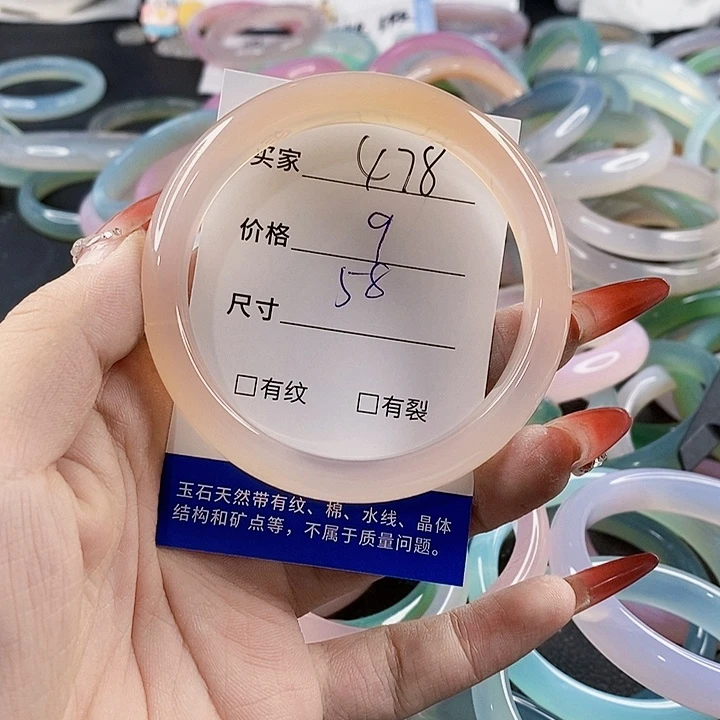 买家 478
价格 9
58
尺寸
□有纹 □有裂
玉石天然带有纹、棉、水线、晶体
结构和矿点等，不属于质量问题。